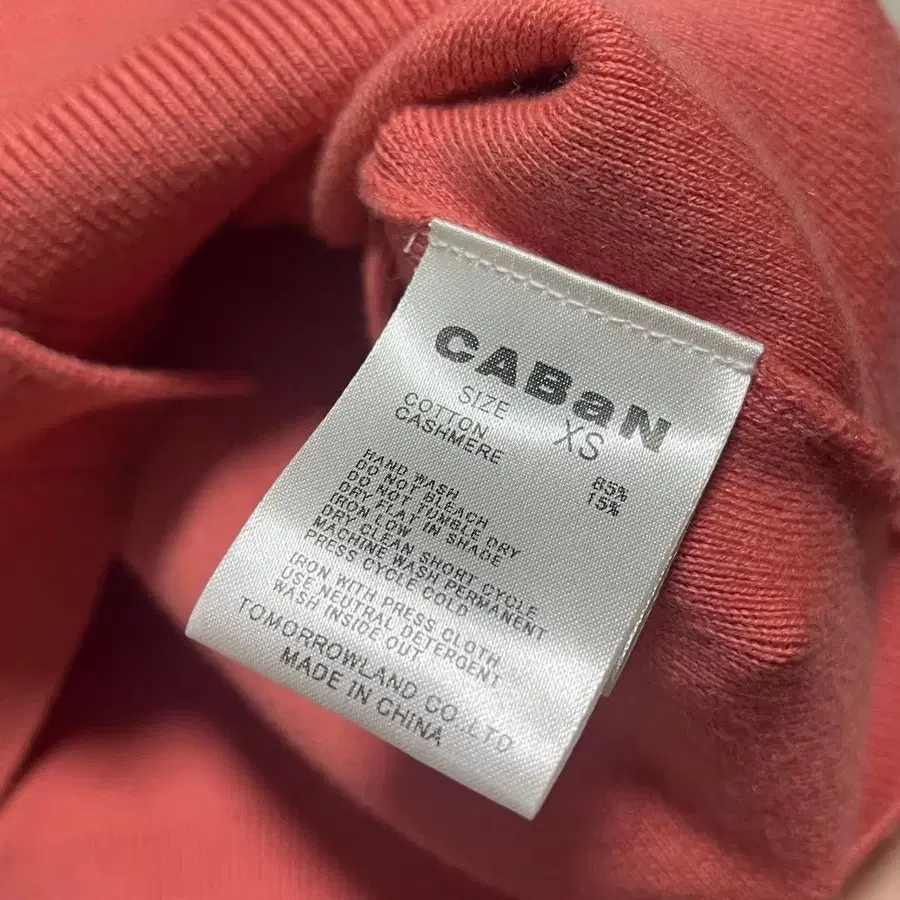 CABaN
SIZE XS
COTTON 85%
CASHMERE 15%
HAND WASH
DO NOT BLEACH
DO NOT TUMBLE DRY
DRY FLAT IN SHADE
IRON LOW
DRY CLEAN SHORT CYCLE
MACHINE WASH PERMANENT
PRESS CYCLE COLD
IRON WITH PRESS CLOTH
USE NEUTRAL DETERGENT
WASH INSIDE OUT
TOMORROWLAND CO.,LTD
MADE IN CHINA